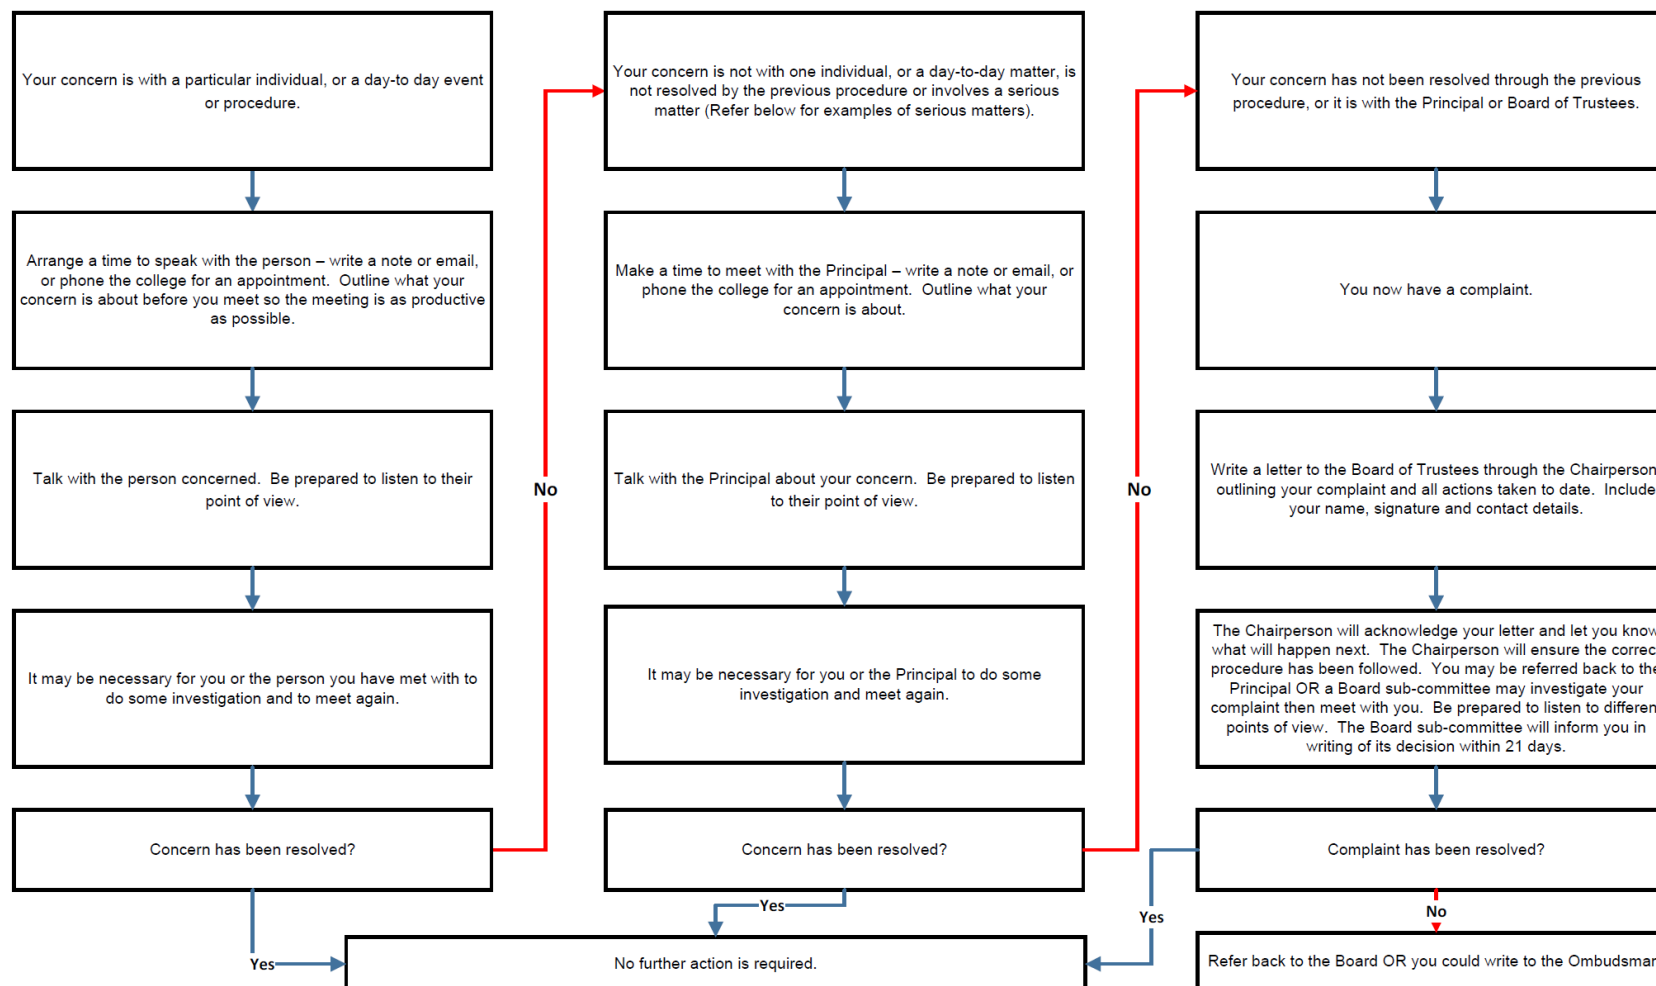 Your concern is with a particular individual, or a day-to day event
or procedure.
Arrange a time to speak with the person – write a note or email,
or phone the college for an appointment.  Outline what your
concern is about before you meet so the meeting is as productive
as possible.
Talk with the person concerned.  Be prepared to listen to their
point of view.
It may be necessary for you or the person you have met with to
do some investigation and to meet again.
Concern has been resolved?
Yes
No
Your concern is not with one individual, or a day-to-day matter, is
not resolved by the previous procedure or involves a serious
matter (Refer below for examples of serious matters).
Make a time to meet with the Principal – write a note or email, or
phone the college for an appointment.  Outline what your
concern is about.
Talk with the Principal about your concern.  Be prepared to listen
to their point of view.
It may be necessary for you or the Principal to do some
investigation and meet again.
Concern has been resolved?
Yes
No
Your concern has not been resolved through the previous
procedure, or it is with the Principal or Board of Trustees.
You now have a complaint.
Write a letter to the Board of Trustees through the Chairperson
outlining your complaint and all actions taken to date.  Include
your name, signature and contact details.
The Chairperson will acknowledge your letter and let you know
what will happen next.  The Chairperson will ensure the correc
procedure has been followed.  You may be referred back to the
Principal OR a Board sub-committee may investigate your
complaint then meet with you.  Be prepared to listen to differen
points of view.  The Board sub-committee will inform you in
writing of its decision within 21 days.
Complaint has been resolved?
Yes
No
No further action is required.
Refer back to the Board OR you could write to the Ombudsman